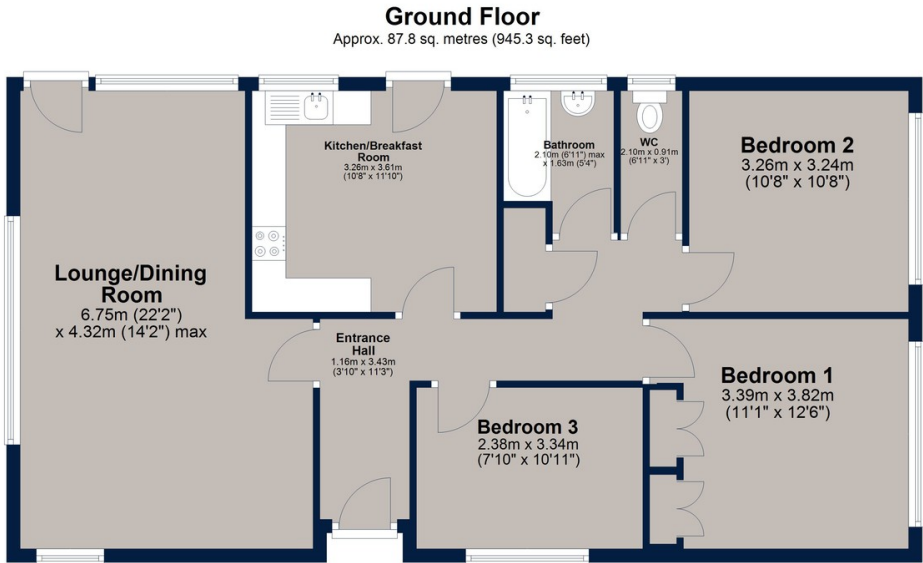 Ground Floor
Approx. 87.8 sq. metres (945.3 sq. feet)
Kitchen/Breakfast
Room
3.26m x 3.61m
(10'8" x 11'10")
Bathroom
2.10m (6'11") max
x 1.63m (5'4")
WC
2.10m x 0.91m
(6'11" x 3')
Bedroom 2
3.26m x 3.24m
(10'8" x 10'8")
Lounge/Dining
Room
6.75m (22'2")
x 4.32m (14'2") max
Entrance
Hall
1.16m x 3.43m
(3'10" x 11'3")
Bedroom 1
3.39m x 3.82m
(11'1" x 12'6")
Bedroom 3
2.38m x 3.34m
(7'10" x 10'11")